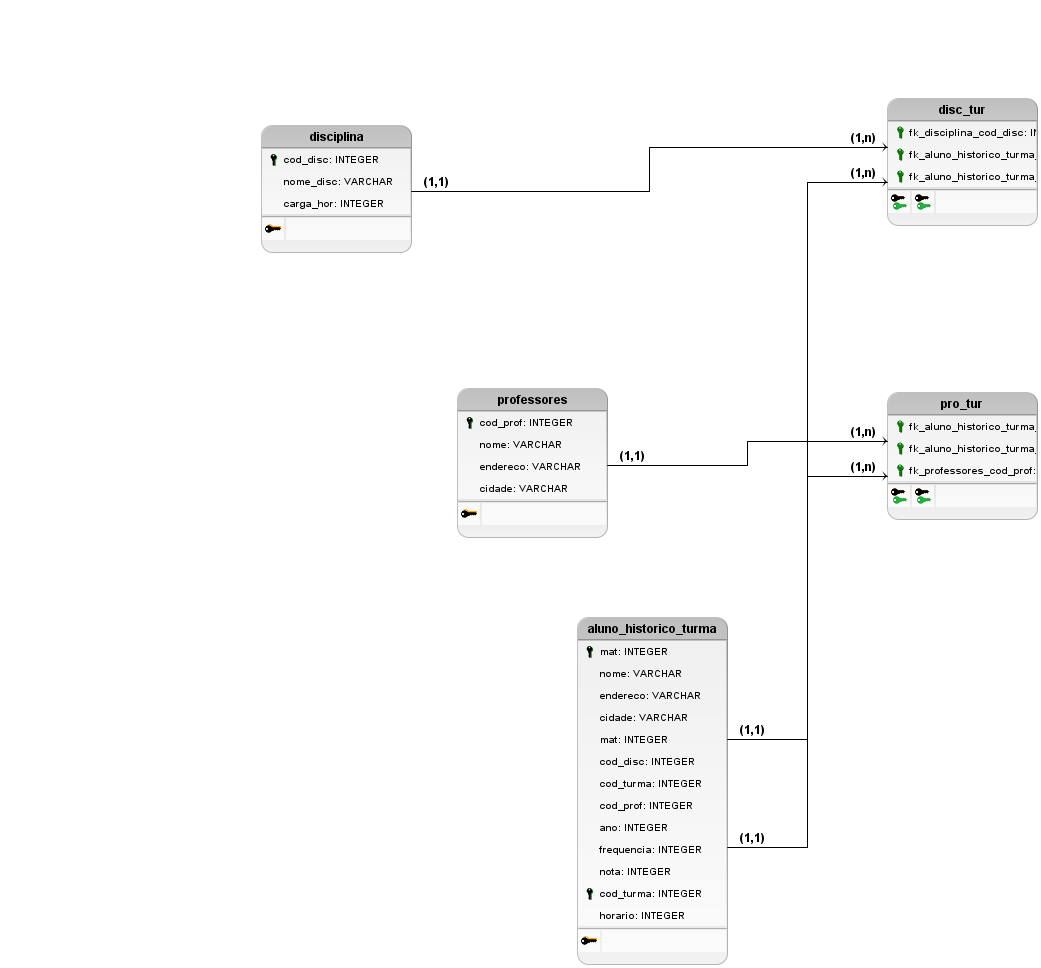 disc_tur
fk_disciplina_cod_disc: IN
fk_aluno_historico_turma_
fk_aluno_historico_turma_
(1,n)
(1,n)
disciplina
cod_disc: INTEGER
nome_disc: VARCHAR
carga_hor: INTEGER
(1,1)
professores
cod_prof: INTEGER
nome: VARCHAR
endereco: VARCHAR
cidade: VARCHAR
(1,1)
pro_tur
fk_aluno_historico_turma_
fk_aluno_historico_turma_
fk_professores_cod_prof:
(1,n)
(1,n)
aluno_historico_turma
mat: INTEGER
nome: VARCHAR
endereco: VARCHAR
cidade: VARCHAR
mat: INTEGER
cod_disc: INTEGER
cod_turma: INTEGER
cod_prof: INTEGER
ano: INTEGER
frequencia: INTEGER
nota: INTEGER
cod_turma: INTEGER
horario: INTEGER
(1,1)
(1,1)